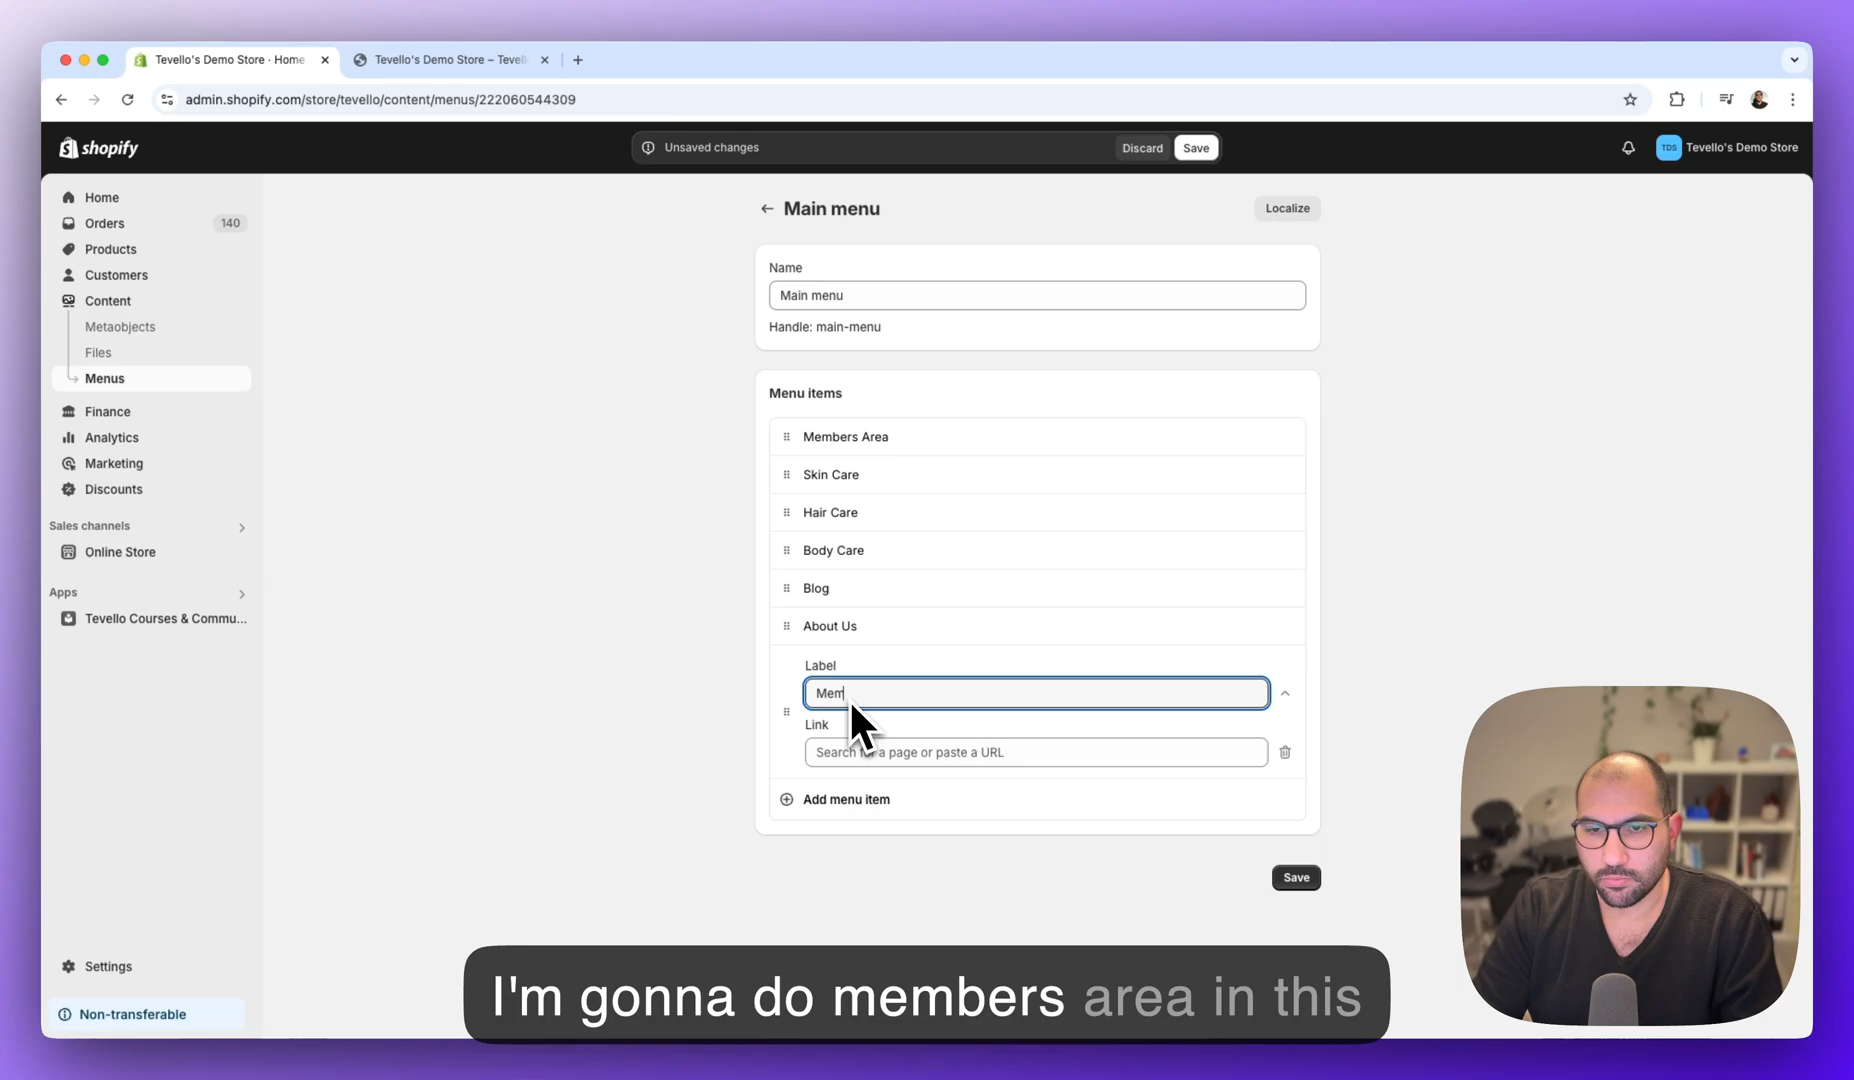 Tevello's Demo Store · Home
Tevello's Demo Store – Tevell
admin.shopify.com/store/tevello/content/menus/222060544309
shopify
Unsaved changes
Discard
Save
TDS
Tevello's Demo Store
Home
Orders
140
Products
Customers
Content
Metaobjects
Files
Menus
Finance
Analytics
Marketing
Discounts
Sales channels
Online Store
Apps
Tevello Courses & Commu...
Settings
Non-transferable
Main menu
Localize
Name
Main menu
Handle: main-menu
Menu items
Members Area
Skin Care
Hair Care
Body Care
Blog
About Us
Label
Mem
Link
Search for a page or paste a URL
Add menu item
Save
I'm gonna do members area in this